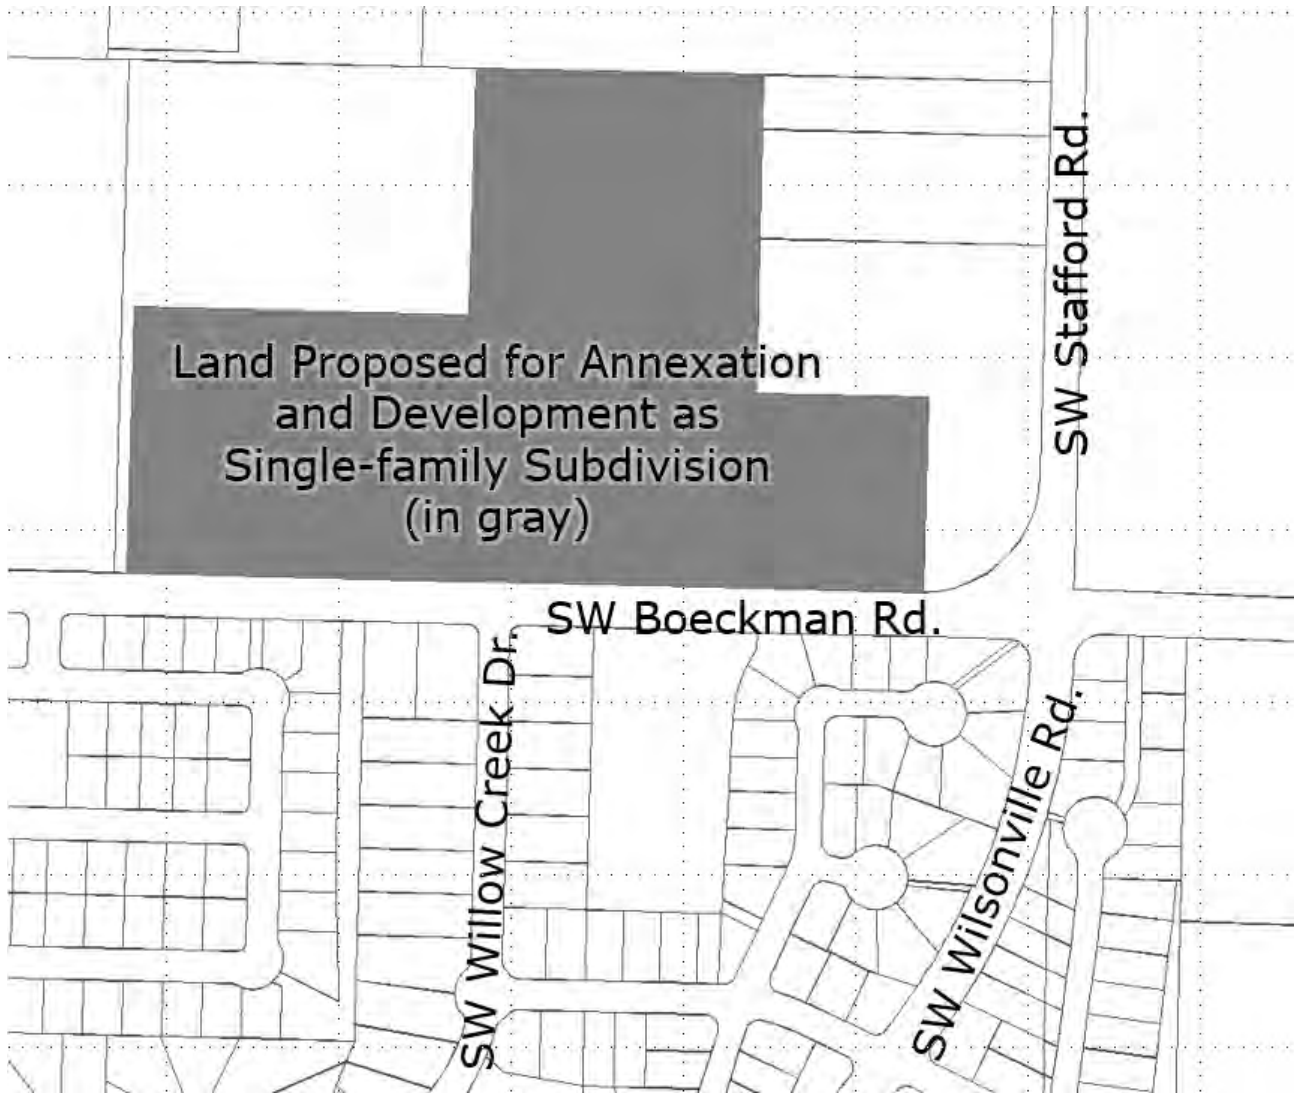 SW Stafford Rd.
Land Proposed for Annexation
and Development as
Single-family Subdivision
(in gray)
SW Boeckman Rd.
SW Willow Creek Dr.
SW Wilsonville Rd.